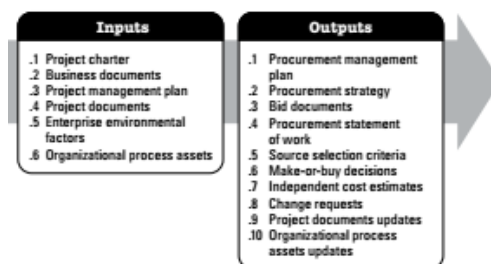 Inputs
.1 Project charter
.2 Business documents
.3 Project management plan
.4 Project documents
.5 Enterprise environmental
factors
.6 Organizational process assets
Outputs
.1 Procurement management
plan
.2 Procurement strategy
.3 Bid documents
.4 Procurement statement
of work
.5 Source selection criteria
.6 Make-or-buy decisions
.7 Independent cost estimates
.8 Change requests
.9 Project documents updates
.10 Organizational process
assets updates